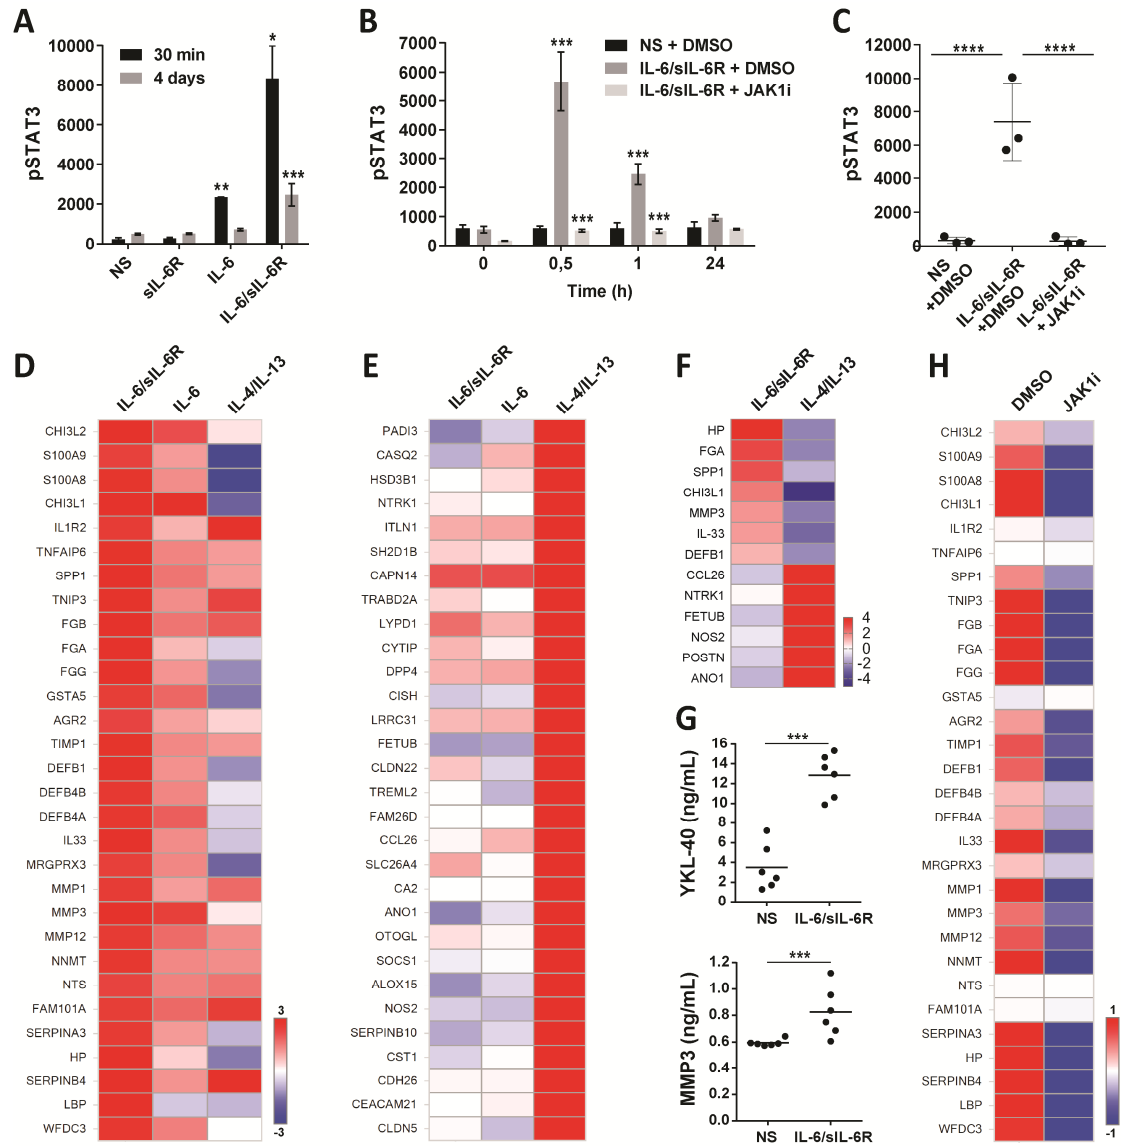 A
pSTAT3
10000
8000
6000
4000
2000
0
30 min
4 days
*
**
***
NS
sIL-6R
IL-6
IL-6/sIL-6R
B
pSTAT3
7000
6000
5000
4000
3000
2000
1000
0
NS + DMSO
IL-6/sIL-6R + DMSO
IL-6/sIL-6R + JAK1i
***
***
***
***
0
0,5
1
24
Time (h)
C
pSTAT3
12000
10000
8000
6000
4000
2000
0
****
****
NS
+DMSO
IL-6/sIL-6R
+DMSO
IL-6/sIL-6R
+JAK1i
D
IL-6/sIL-6R
IL-6
IL-4/IL-13
CHI3L2
S100A9
S100A8
CHI3L1
IL1R2
TNFAIP6
SPP1
TNIP3
FGB
FGA
FGG
GSTA5
AGR2
TIMP1
DEFB1
DEFB4B
DEFB4A
IL33
MRGPRX3
MMP1
MMP3
MMP12
NNMT
NTS
FAM101A
SERPINA3
HP
SERPINB4
LBP
WFDC3
3
-3
E
IL-6/sIL-6R
IL-6
IL-4/IL-13
PADI3
CASQ2
HSD3B1
NTRK1
ITLN1
SH2D1B
CAPN14
TRABD2A
LYPD1
CYTIP
DPP4
CISH
LRRC31
FETUB
CLDN22
TREML2
FAM26D
CCL26
SLC26A4
CA2
ANO1
OTOGL
SOCS1
ALOX15
NOS2
SERPINB10
CST1
CDH26
CEACAM21
CLDN5
F
IL-6/sIL-6R
IL-4/IL-13
HP
FGA
SPP1
CHI3L1
MMP3
IL-33
DEFB1
CCL26
NTRK1
FETUB
NOS2
POSTN
ANO1
4
2
0
-2
-4
G
YKL-40 (ng/mL)
16
14
12
10
8
6
4
2
0
***
NS
IL-6/sIL-6R
MMP3 (ng/mL)
1.2
1.0
0.8
0.6
0.4
0.2
0.0
***
NS
IL-6/sIL-6R
H
DMSO
JAK1i
CHI3L2
S100A9
S100A8
CHI3L1
IL1R2
TNFAIP6
SPP1
TNIP3
FGB
FGA
FGG
GSTA5
AGR2
TIMP1
DEFB1
DEFB4B
DEFB4A
IL33
MRGPRX3
MMP1
MMP3
MMP12
NNMT
NTS
FAM101A
SERPINA3
HP
SERPINB4
LBP
WFDC3
1
-1